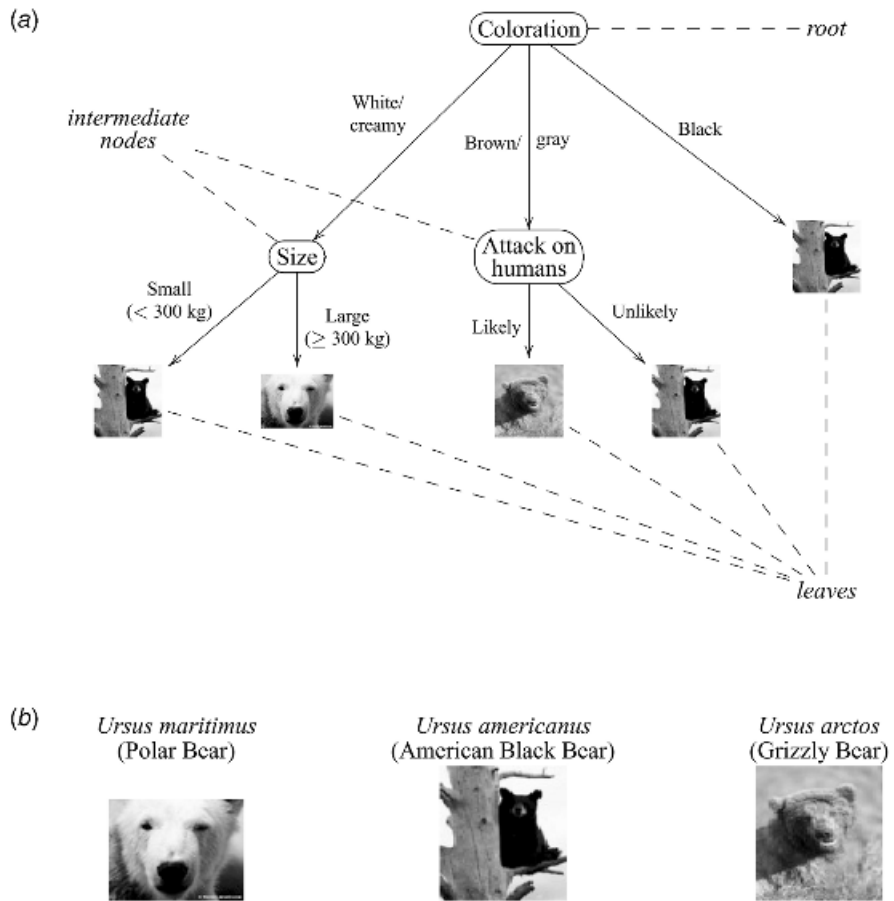 (a)
Coloration
root
White/
creamy
intermediate
nodes
Brown/
gray
Black
Size
Attack on
humans
Small
(< 300 kg)
Large
(≥ 300 kg)
Likely
Unlikely
leaves
(b)
Ursus maritimus
(Polar Bear)
Ursus americanus
(American Black Bear)
Ursus arctos
(Grizzly Bear)